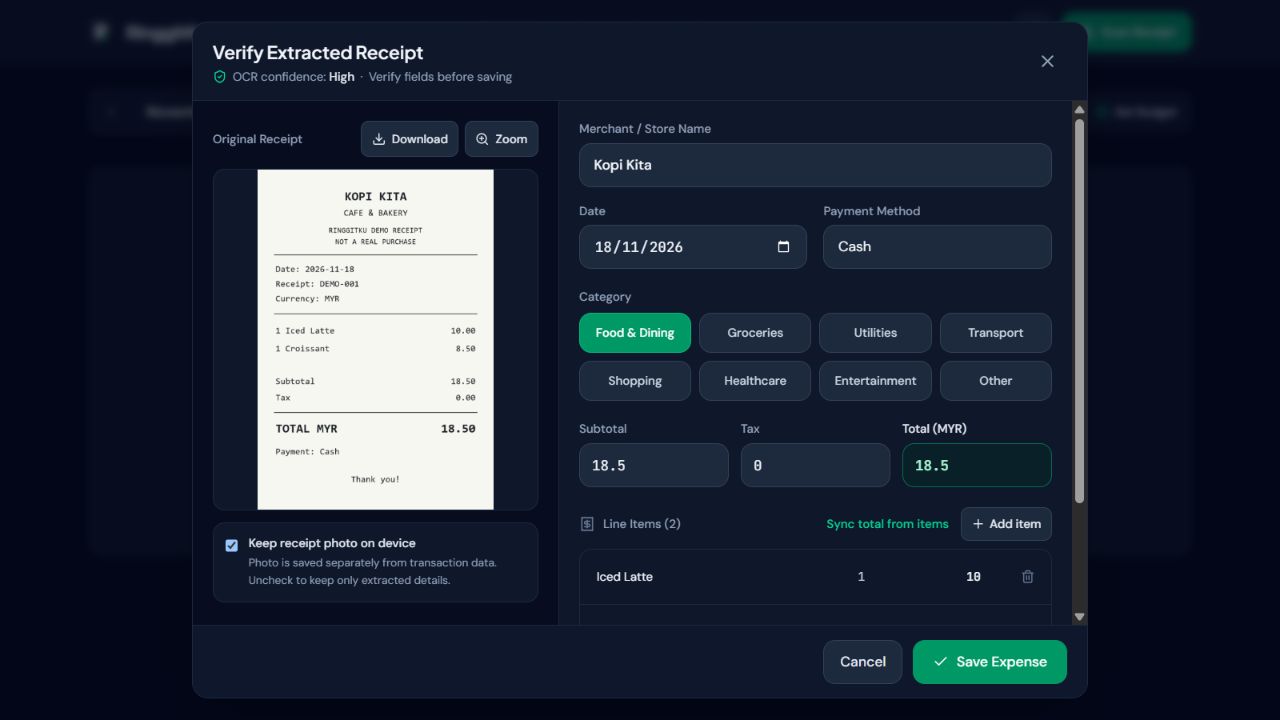 Verify Extracted Receipt
OCR confidence: High · Verify fields before saving
Original Receipt
Download
Zoom
KOPI KITA
CAFE & BAKERY
RINGGITKU DEMO RECEIPT
NOT A REAL PURCHASE
Date: 2026-11-18
Receipt: DEMO-001
Currency: MYR
1 Iced Latte 10.00
1 Croissant 8.50
Subtotal 18.50
Tax 0.00
TOTAL MYR 18.50
Payment: Cash
Thank you!
Keep receipt photo on device
Photo is saved separately from transaction data.
Uncheck to keep only extracted details.
Merchant / Store Name
Kopi Kita
Date Payment Method
18/11/2026 Cash
Category
Food & Dining Groceries Utilities Transport
Shopping Healthcare Entertainment Other
Subtotal Tax Total (MYR)
18.5 0 18.5
Line Items (2) Sync total from items + Add item
Iced Latte 1 10
Cancel Save Expense